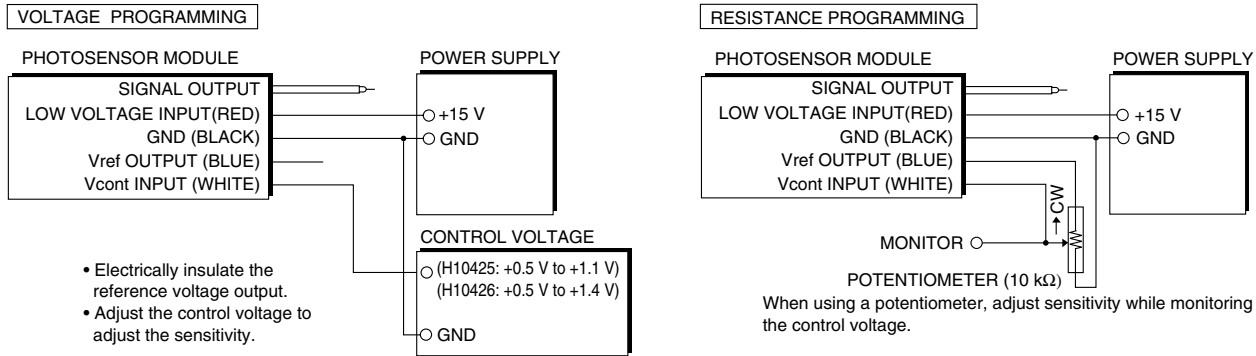 VOLTAGE PROGRAMMING
PHOTOSENSOR MODULE
SIGNAL OUTPUT
LOW VOLTAGE INPUT(RED)
GND (BLACK)
Vref OUTPUT (BLUE)
Vcont INPUT (WHITE)
POWER SUPPLY
+15 V
GND
CONTROL VOLTAGE
(H10425: +0.5 V to +1.1 V)
(H10426: +0.5 V to +1.4 V)
GND
• Electrically insulate the
reference voltage output.
• Adjust the control voltage to
adjust the sensitivity.
RESISTANCE PROGRAMMING
PHOTOSENSOR MODULE
SIGNAL OUTPUT
LOW VOLTAGE INPUT(RED)
GND (BLACK)
Vref OUTPUT (BLUE)
Vcont INPUT (WHITE)
POWER SUPPLY
+15 V
GND
CW
MONITOR
POTENTIOMETER (10 kΩ)
When using a potentiometer, adjust sensitivity while monitoring
the control voltage.